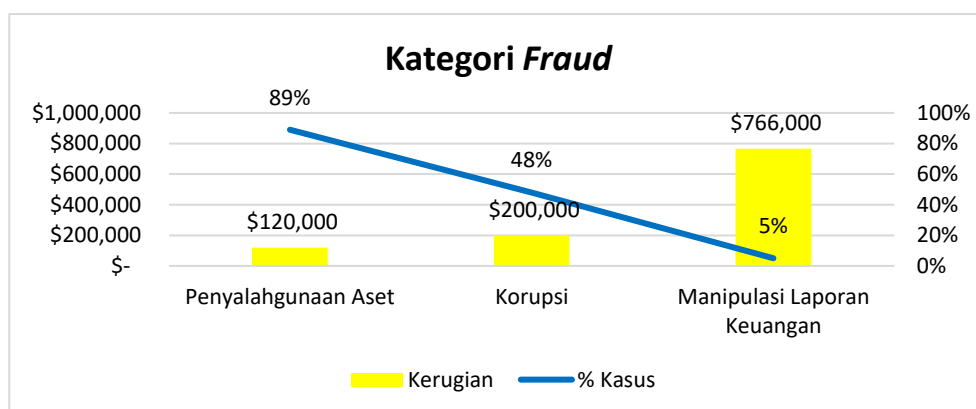 Kategori Fraud
89%
$1,000,000
100%
$766,000
$800,000
80%
48%
$600,000
60%
$400,000
40%
$120,000
$200,000
5%
$200,000
20%
$-
0%
Penyalahgunaan Aset
Korupsi
Manipulasi Laporan
Keuangan
Kerugian
% Kasus